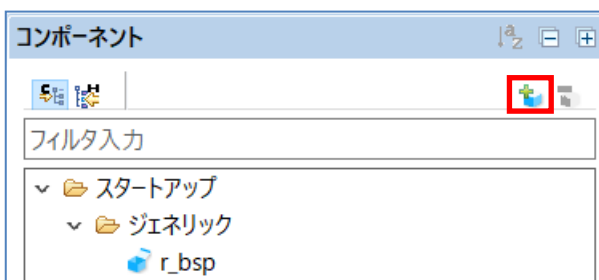 コンポーネント
フィルタ入力
スタートアップ
ジェネリック
r_bsp